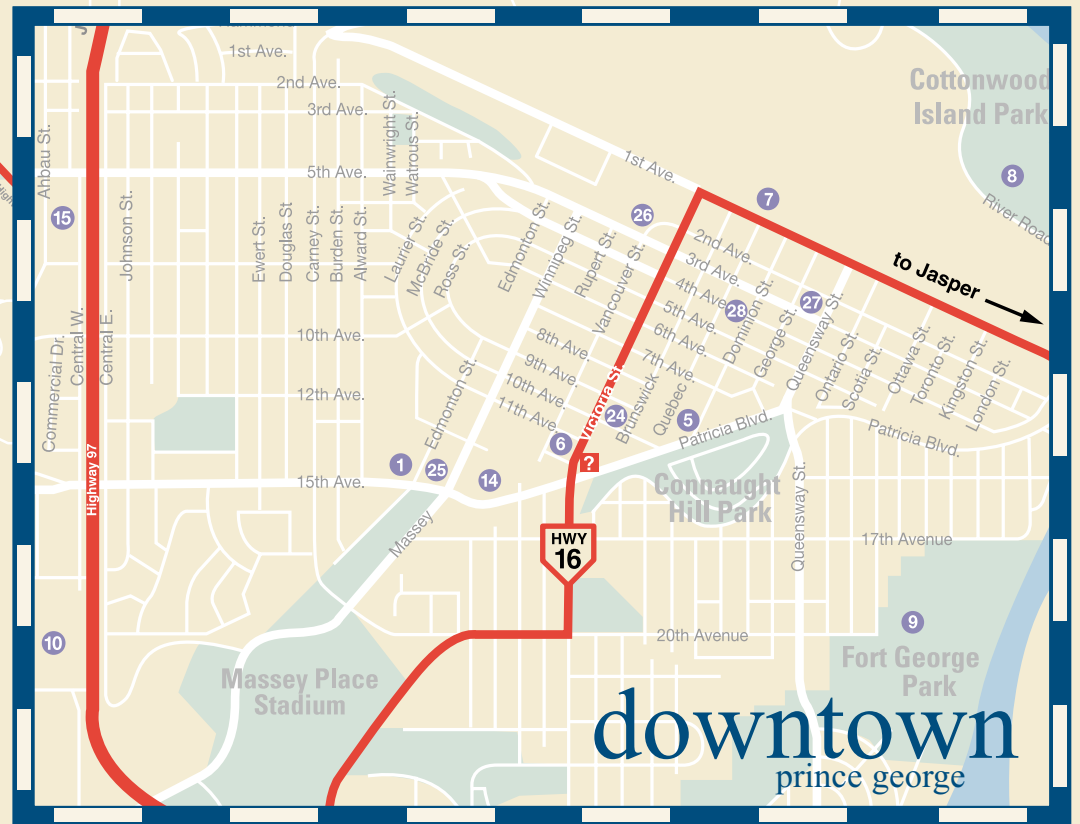 1st Ave.
2nd Ave.
3rd Ave.
5th Ave.
Wainwright St.
Watrous St.
Ahbau St.
15
Johnson St.
Ewert St.
Douglas St
Carney St.
Burden St.
Alward St.
Laurier St.
McBride St.
Ross St.
Edmonton St.
Winnipeg St.
Rupert St.
Vancouver St.
1st Ave.
26
7
Cottonwood
Island Park
8
River Road
2nd Ave.
3rd Ave.
4th Ave
5th Ave.
6th Ave.
7th Ave.
28
27
Dominion St.
George St.
Queensway St.
to Jasper
Ontario St.
Scotia St.
Ottawa St.
Toronto St.
Kingston St.
London St.
Commercial Dr.
Central W.
Central E.
10th Ave.
12th Ave.
Edmonton St.
8th Ave.
9th Ave.
10th Ave.
11th Ave.
Victoria St.
24
Brunswick
Quebec
5
Patricia Blvd.
Patricia Blvd.
6
?
Highway 97
1
25
14
15th Ave.
Massey
Connaught
Hill Park
Queensway St.
17th Avenue
HWY
16
10
20th Avenue
9
Fort George
Park
Massey Place
Stadium
downtown
prince george